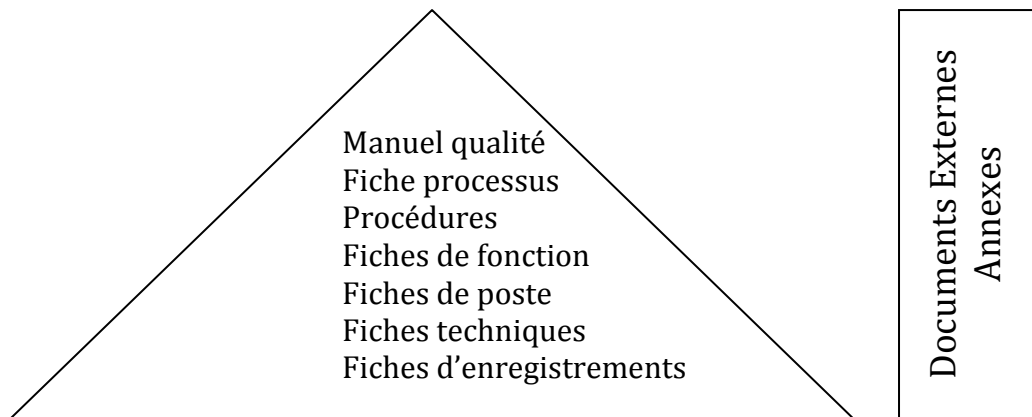 Manuel qualité
Fiche processus
Procédures
Fiches de fonction
Fiches de poste
Fiches techniques
Fiches d’enregistrements
Documents Externes
Annexes